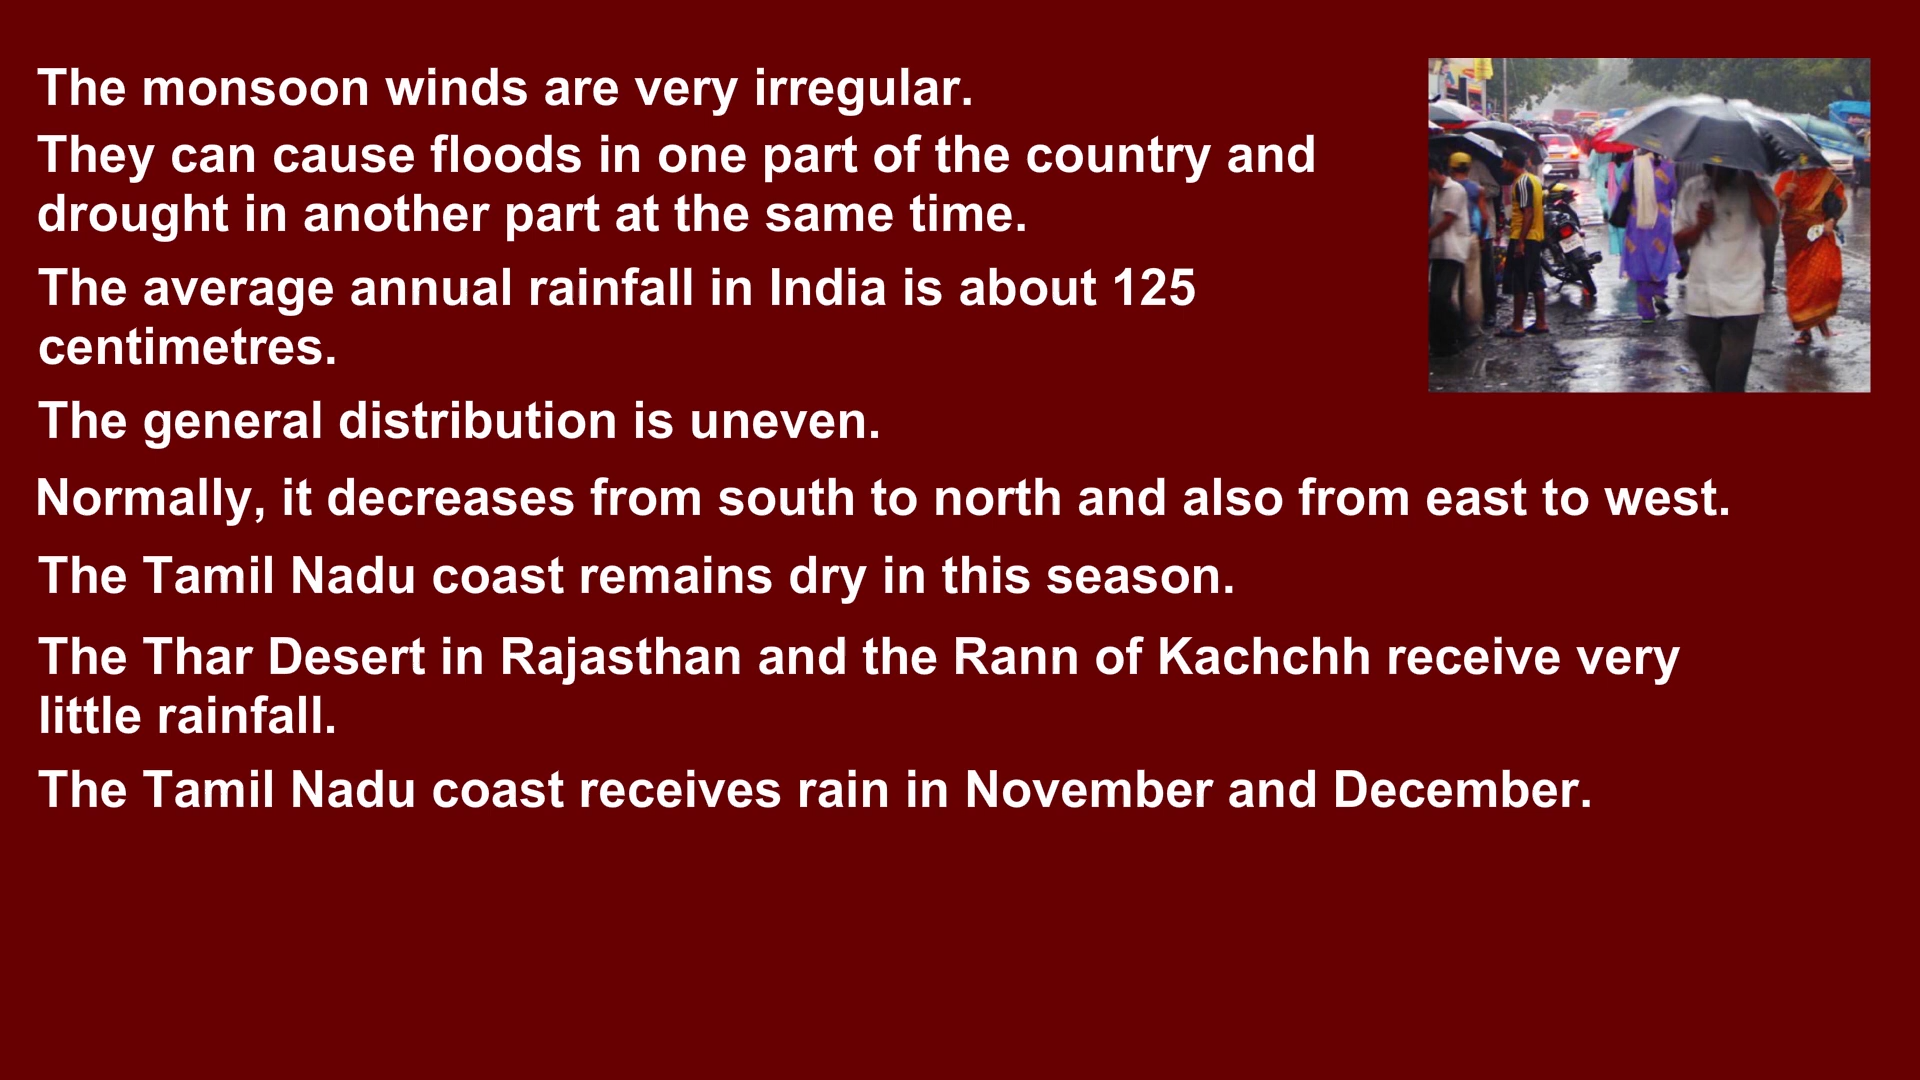 The monsoon winds are very irregular.
They can cause floods in one part of the country and
drought in another part at the same time.
The average annual rainfall in India is about 125
centimetres.
The general distribution is uneven.
Normally, it decreases from south to north and also from east to west.
The Tamil Nadu coast remains dry in this season.
The Thar Desert in Rajasthan and the Rann of Kachchh receive very
little rainfall.
The Tamil Nadu coast receives rain in November and December.